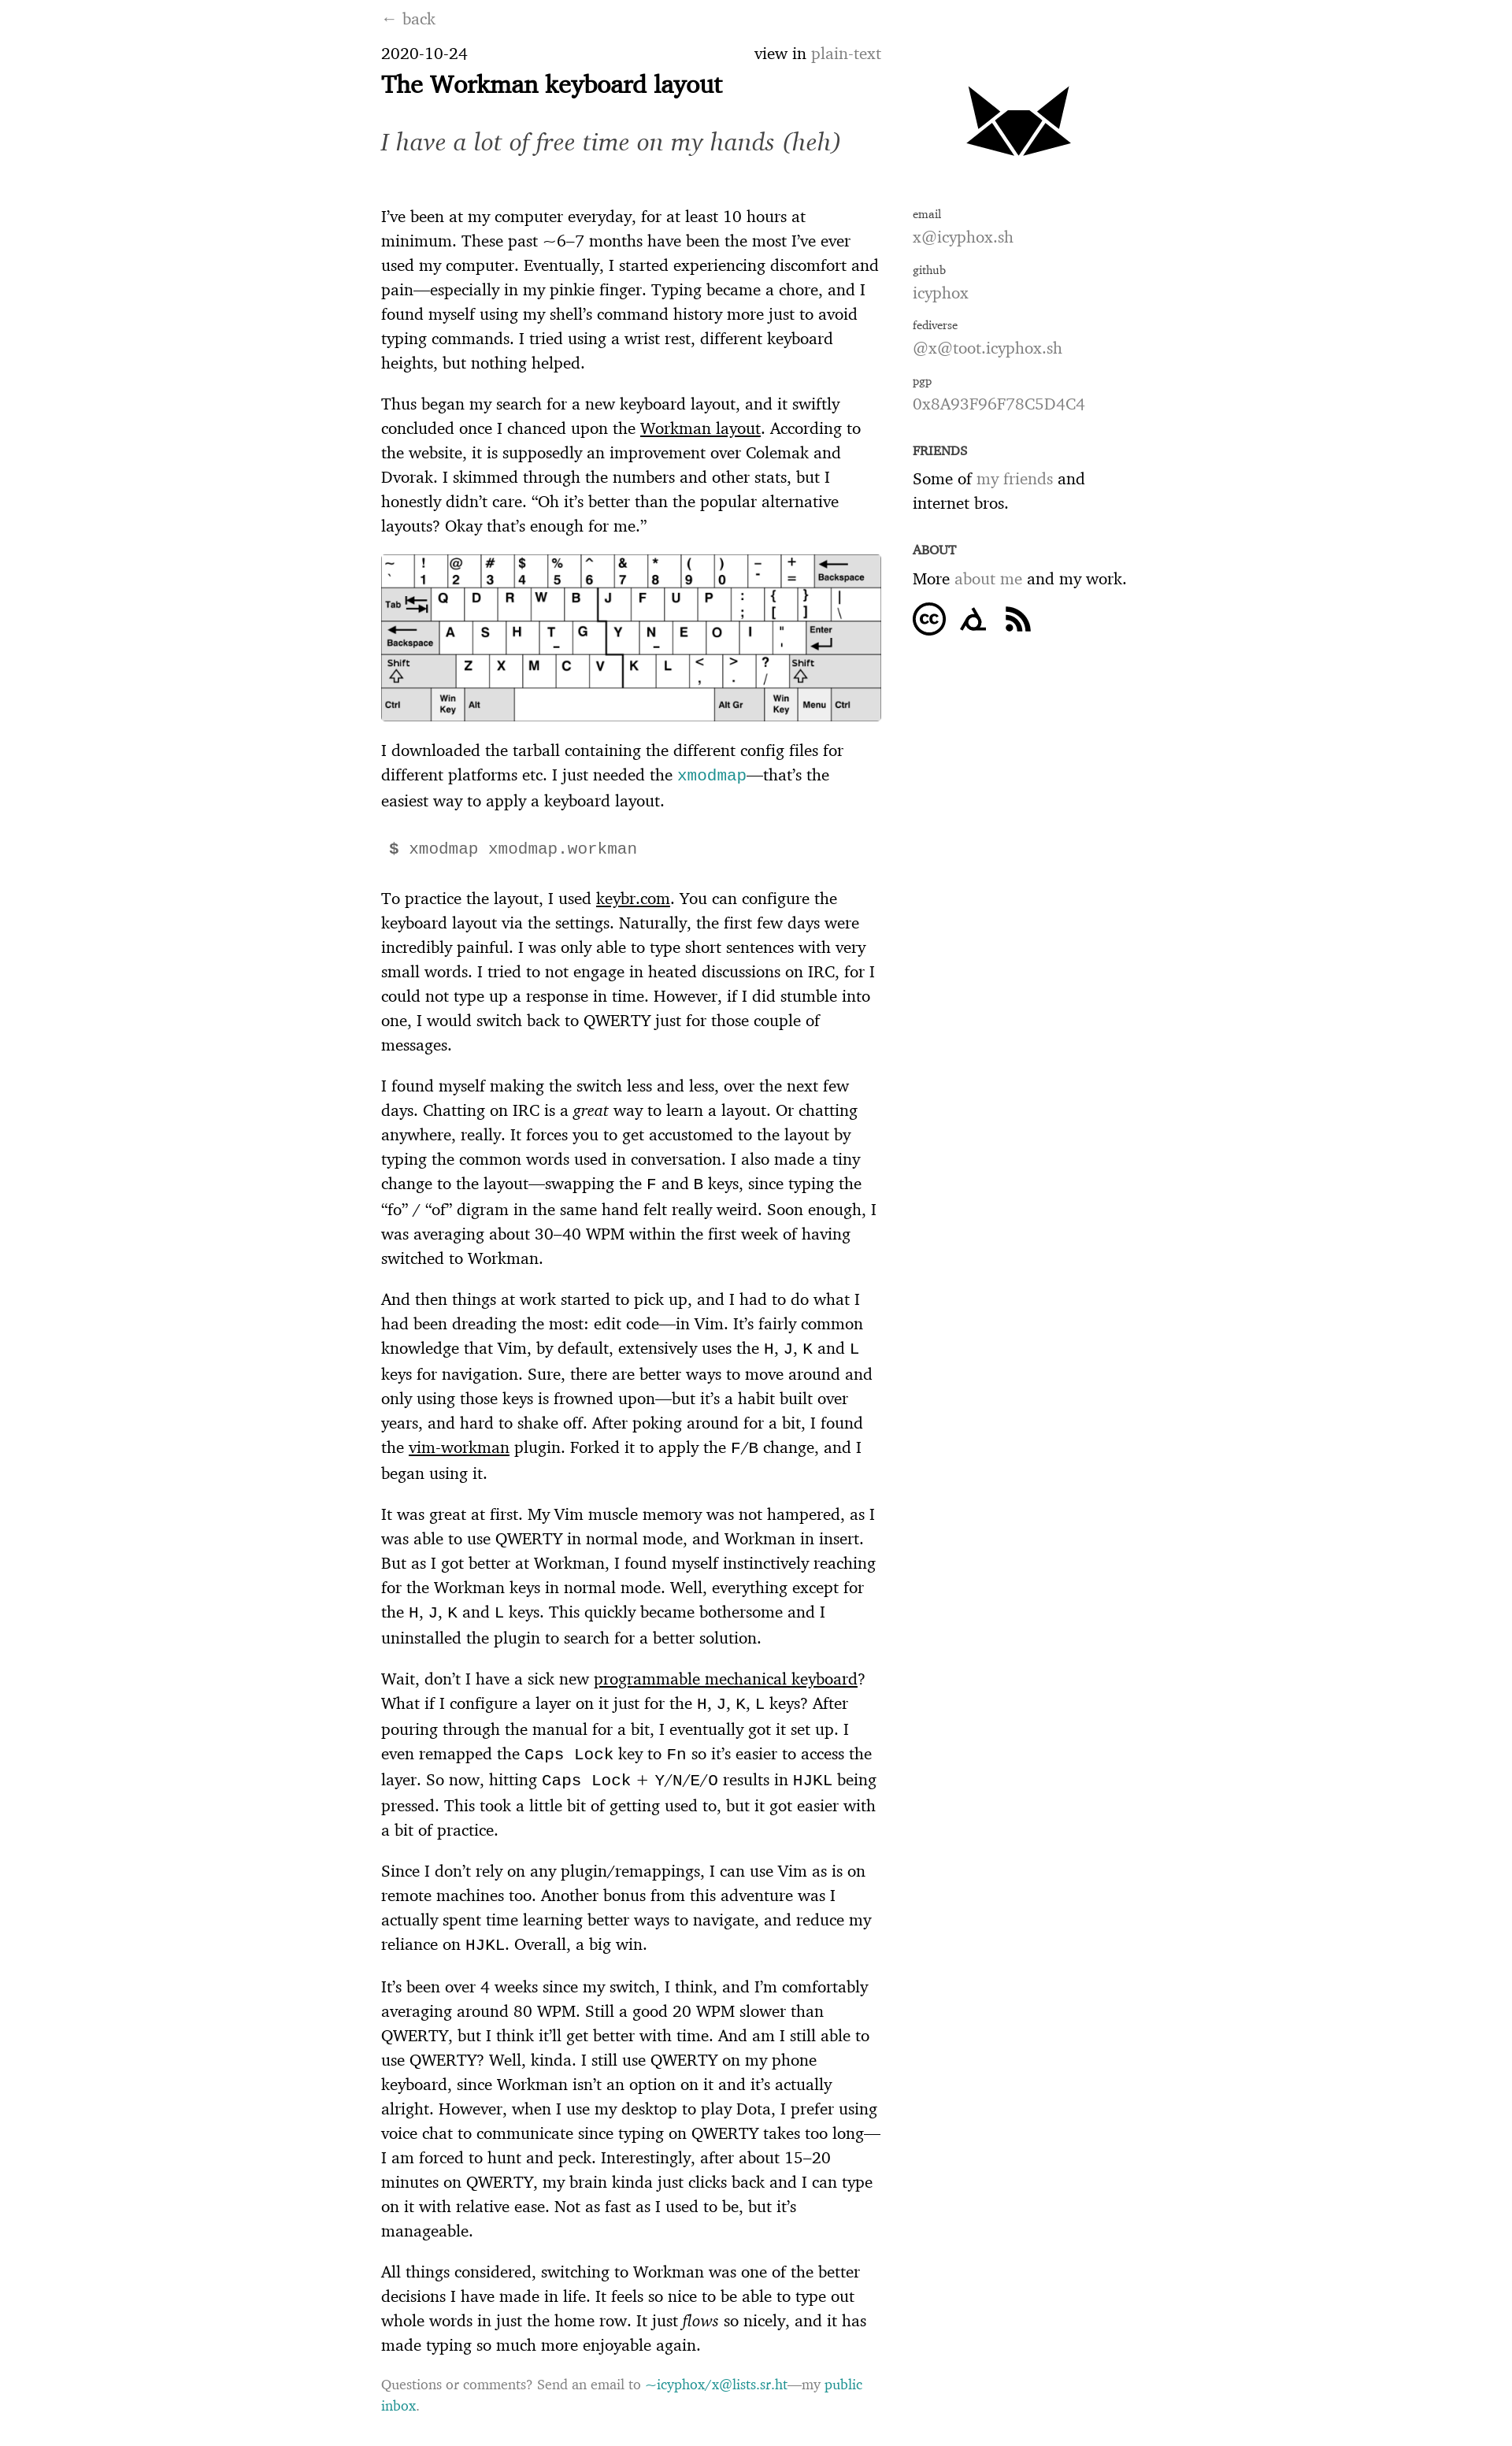 ← back
2020-10-24 view in plain-text
The Workman keyboard layout
I have a lot of free time on my hands (heh)
I’ve been at my computer everyday, for at least 10 hours at
minimum. These past ~6–7 months have been the most I’ve ever
used my computer. Eventually, I started experiencing discomfort and
pain—especially in my pinkie finger. Typing became a chore, and I
found myself using my shell’s command history more just to avoid
typing commands. I tried using a wrist rest, different keyboard
heights, but nothing helped.
Thus began my search for a new keyboard layout, and it swiftly
concluded once I chanced upon the Workman layout. According to
the website, it is supposedly an improvement over Colemak and
Dvorak. I skimmed through the numbers and other stats, but I
honestly didn’t care. “Oh it’s better than the popular alternative
layouts? Okay that’s enough for me.”
~ ! @ # $ % ^ & * ( ) – +
` 1 2 3 4 5 6 7 8 9 0 - = Backspace
Tab Q D R W B J F U P : { } |
; [ ] \
Backspace A S H T G Y N E O I " Enter
'
Shift Z X M C V K L < > ? Shift
, . /
Ctrl Win Key Alt Alt Gr Win Key Menu Ctrl
I downloaded the tarball containing the different config files for
different platforms etc. I just needed the xmodmap—that’s the
easiest way to apply a keyboard layout.
$ xmodmap xmodmap.workman
To practice the layout, I used keybr.com. You can configure the
keyboard layout via the settings. Naturally, the first few days were
incredibly painful. I was only able to type short sentences with very
small words. I tried to not engage in heated discussions on IRC, for I
could not type up a response in time. However, if I did stumble into
one, I would switch back to QWERTY just for those couple of
messages.
I found myself making the switch less and less, over the next few
days. Chatting on IRC is a great way to learn a layout. Or chatting
anywhere, really. It forces you to get accustomed to the layout by
typing the common words used in conversation. I also made a tiny
change to the layout—swapping the F and B keys, since typing the
“fo” / “of” digram in the same hand felt really weird. Soon enough, I
was averaging about 30–40 WPM within the first week of having
switched to Workman.
And then things at work started to pick up, and I had to do what I
had been dreading the most: edit code—in Vim. It’s fairly common
knowledge that Vim, by default, extensively uses the H, J, K and L
keys for navigation. Sure, there are better ways to move around and
only using those keys is frowned upon—but it’s a habit built over
years, and hard to shake off. After poking around for a bit, I found
the vim-workman plugin. Forked it to apply the F/B change, and I
began using it.
It was great at first. My Vim muscle memory was not hampered, as I
was able to use QWERTY in normal mode, and Workman in insert.
But as I got better at Workman, I found myself instinctively reaching
for the Workman keys in normal mode. Well, everything except for
the H, J, K and L keys. This quickly became bothersome and I
uninstalled the plugin to search for a better solution.
Wait, don’t I have a sick new programmable mechanical keyboard?
What if I configure a layer on it just for the H, J, K, L keys? After
pouring through the manual for a bit, I eventually got it set up. I
even remapped the Caps Lock key to Fn so it’s easier to access the
layer. So now, hitting Caps Lock + Y/N/E/O results in HJKL being
pressed. This took a little bit of getting used to, but it got easier with
a bit of practice.
Since I don’t rely on any plugin/remappings, I can use Vim as is on
remote machines too. Another bonus from this adventure was I
actually spent time learning better ways to navigate, and reduce my
reliance on HJKL. Overall, a big win.
It’s been over 4 weeks since my switch, I think, and I’m comfortably
averaging around 80 WPM. Still a good 20 WPM slower than
QWERTY, but I think it’ll get better with time. And am I still able to
use QWERTY? Well, kinda. I still use QWERTY on my phone
keyboard, since Workman isn’t an option on it and it’s actually
alright. However, when I use my desktop to play Dota, I prefer using
voice chat to communicate since typing on QWERTY takes too long—
I am forced to hunt and peck. Interestingly, after about 15–20
minutes on QWERTY, my brain kinda just clicks back and I can type
on it with relative ease. Not as fast as I used to be, but it’s
manageable.
All things considered, switching to Workman was one of the better
decisions I have made in life. It feels so nice to be able to type out
whole words in just the home row. It just flows so nicely, and it has
made typing so much more enjoyable again.
Questions or comments? Send an email to ~icyphox/x@lists.sr.ht—my public
inbox.
email
x@icyphox.sh
github
icyphox
fediverse
@x@toot.icyphox.sh
pgp
0x8A93F96F78C5D4C4
FRIENDS
Some of my friends and
internet bros.
ABOUT
More about me and my work.
cc